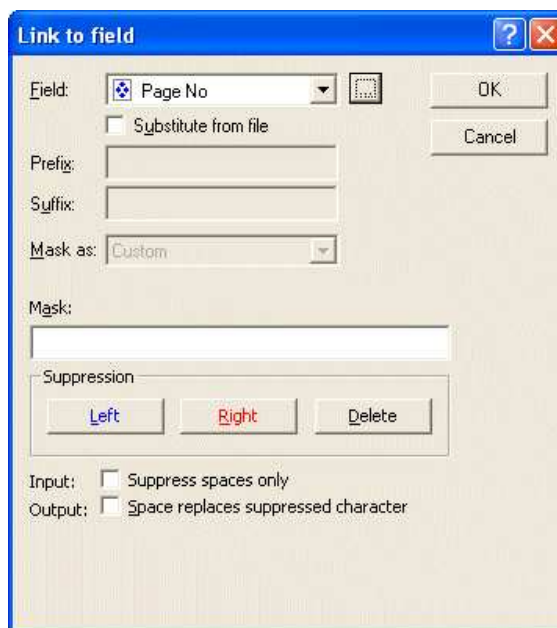 Link to field
Field: Page No ... OK
Substitute from file
Cancel
Prefix:
Suffix:
Mask as: Custom
Mask:
Suppression
Left Right Delete
Input: Suppress spaces only
Output: Space replaces suppressed character